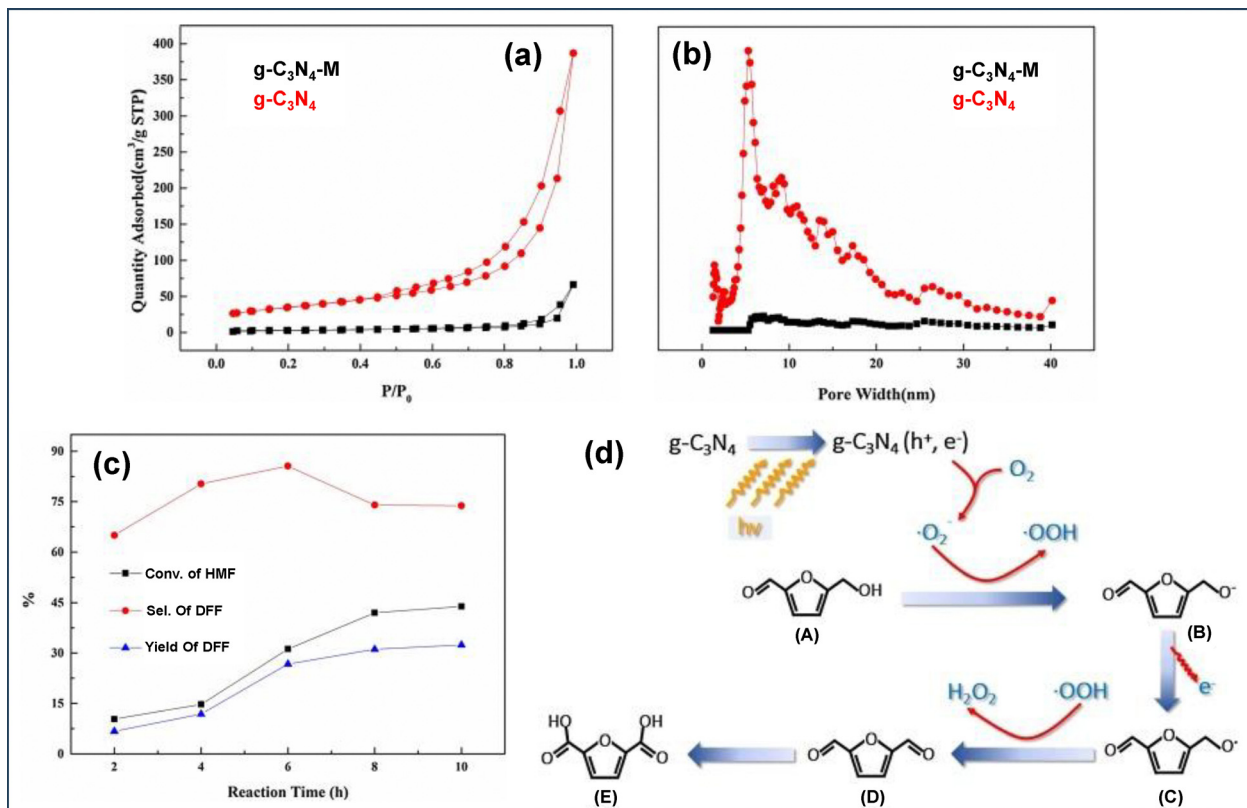 (a)
g-C₃N₄-M
g-C₃N₄
Quantity Adsorbed(cm³/g STP)
400
350
300
250
200
150
100
50
0
0.0 0.2 0.4 0.6 0.8 1.0
P/P₀
(b)
g-C₃N₄-M
g-C₃N₄
0 10 20 30 40
Pore Width(nm)
(c)
%
90
75
60
45
30
15
0
Conv. of HMF
Sel. Of DFF
Yield Of DFF
2 4 6 8 10
Reaction Time (h)
(d)
g-C₃N₄
g-C₃N₄ (h⁺, e⁻)
hν
O₂
·O₂⁻
·OOH
O
O
OH
(A)
O
O
O⁻
(B)
e⁻
H₂O₂
·OOH
HO
OH
O
O
O
(E)
O
O
O
(D)
O
O
O·
(C)